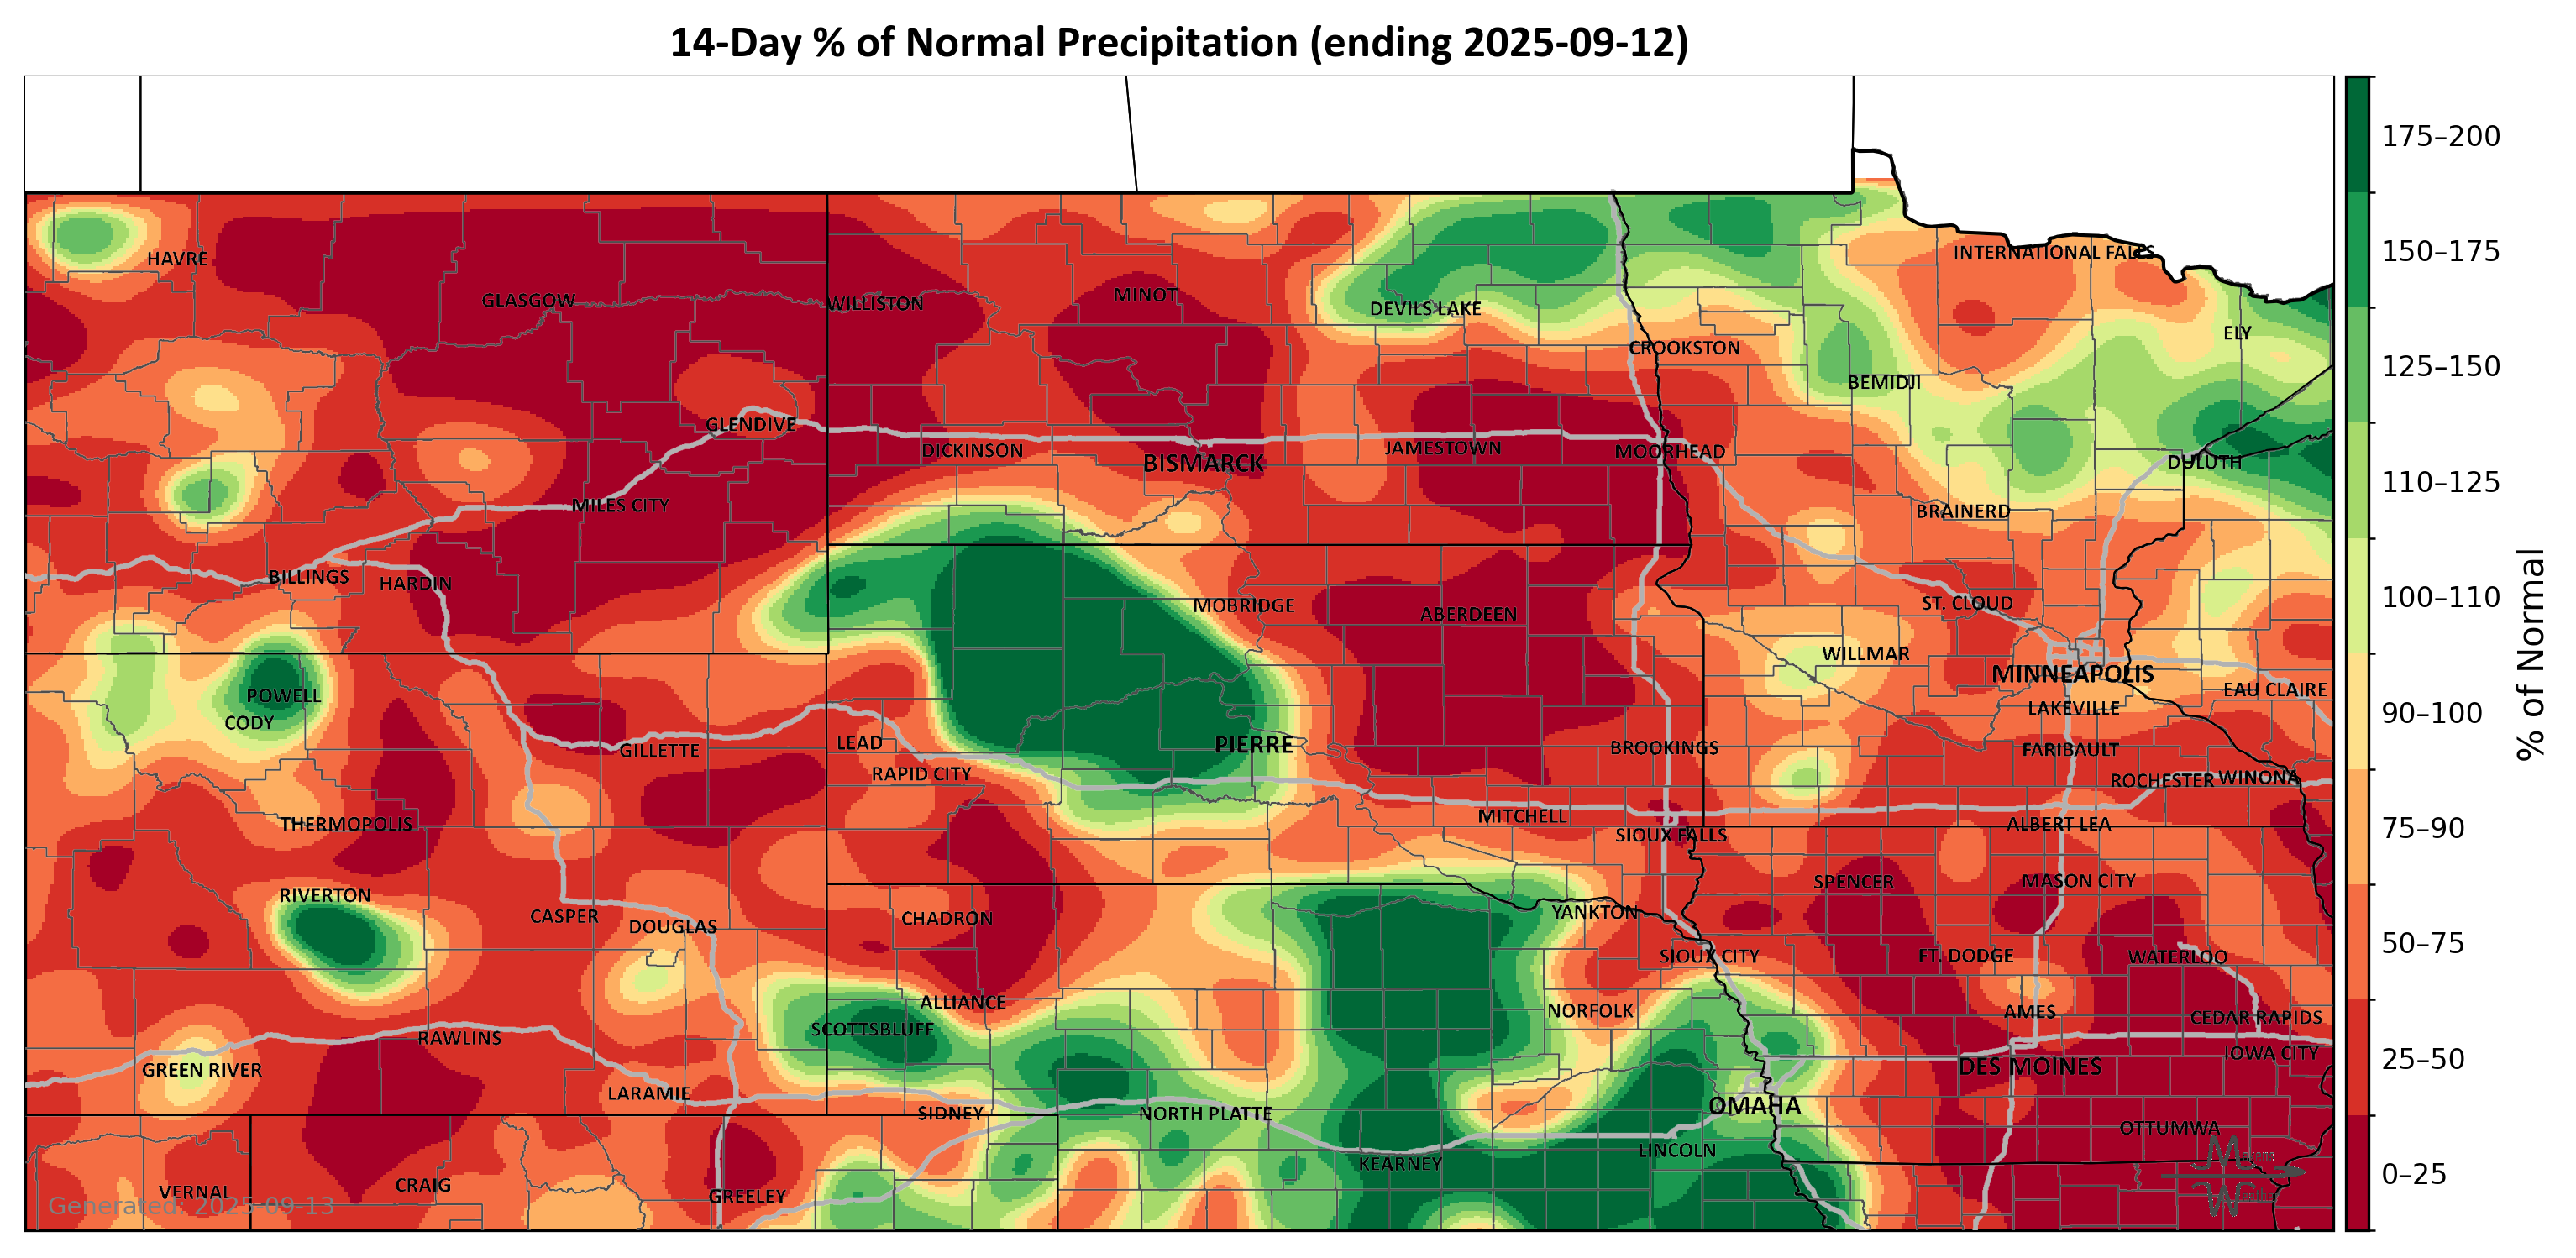 14-Day % of Normal Precipitation (ending 2025-09-12)
175–200
150–175
125–150
110–125
100–110
90–100
75–90
50–75
25–50
0–25
% of Normal
HAVRE
INTERNATIONAL FALLS
GLASGOW
WILLISTON
MINOT
DEVILS LAKE
ELY
CROOKSTON
BEMIDJI
GLENDIVE
DICKINSON
BISMARCK
JAMESTOWN
MOORHEAD
DULUTH
MILES CITY
BRAINERD
BILLINGS
HARDIN
MOBRIDGE
ABERDEEN
ST. CLOUD
WILLMAR
MINNEAPOLIS
POWELL
EAU CLAIRE
CODY
LAKEVILLE
GILLETTE
LEAD
PIERRE
BROOKINGS
FARIBAULT
RAPID CITY
ROCHESTER
WINONA
THERMOPOLIS
MITCHELL
SIOUX FALLS
ALBERT LEA
RIVERTON
SPENCER
MASON CITY
CASPER
DOUGLAS
CHADRON
YANKTON
SIOUX CITY
FT. DODGE
WATERLOO
ALLIANCE
NORFOLK
AMES
CEDAR RAPIDS
RAWLINS
SCOTTSBLUFF
IOWA CITY
GREEN RIVER
DES MOINES
LARAMIE
SIDNEY
NORTH PLATTE
OMAHA
OTTUMWA
KEARNEY
LINCOLN
VERNAL
CRAIG
GREELEY
Generated: 2025-09-13